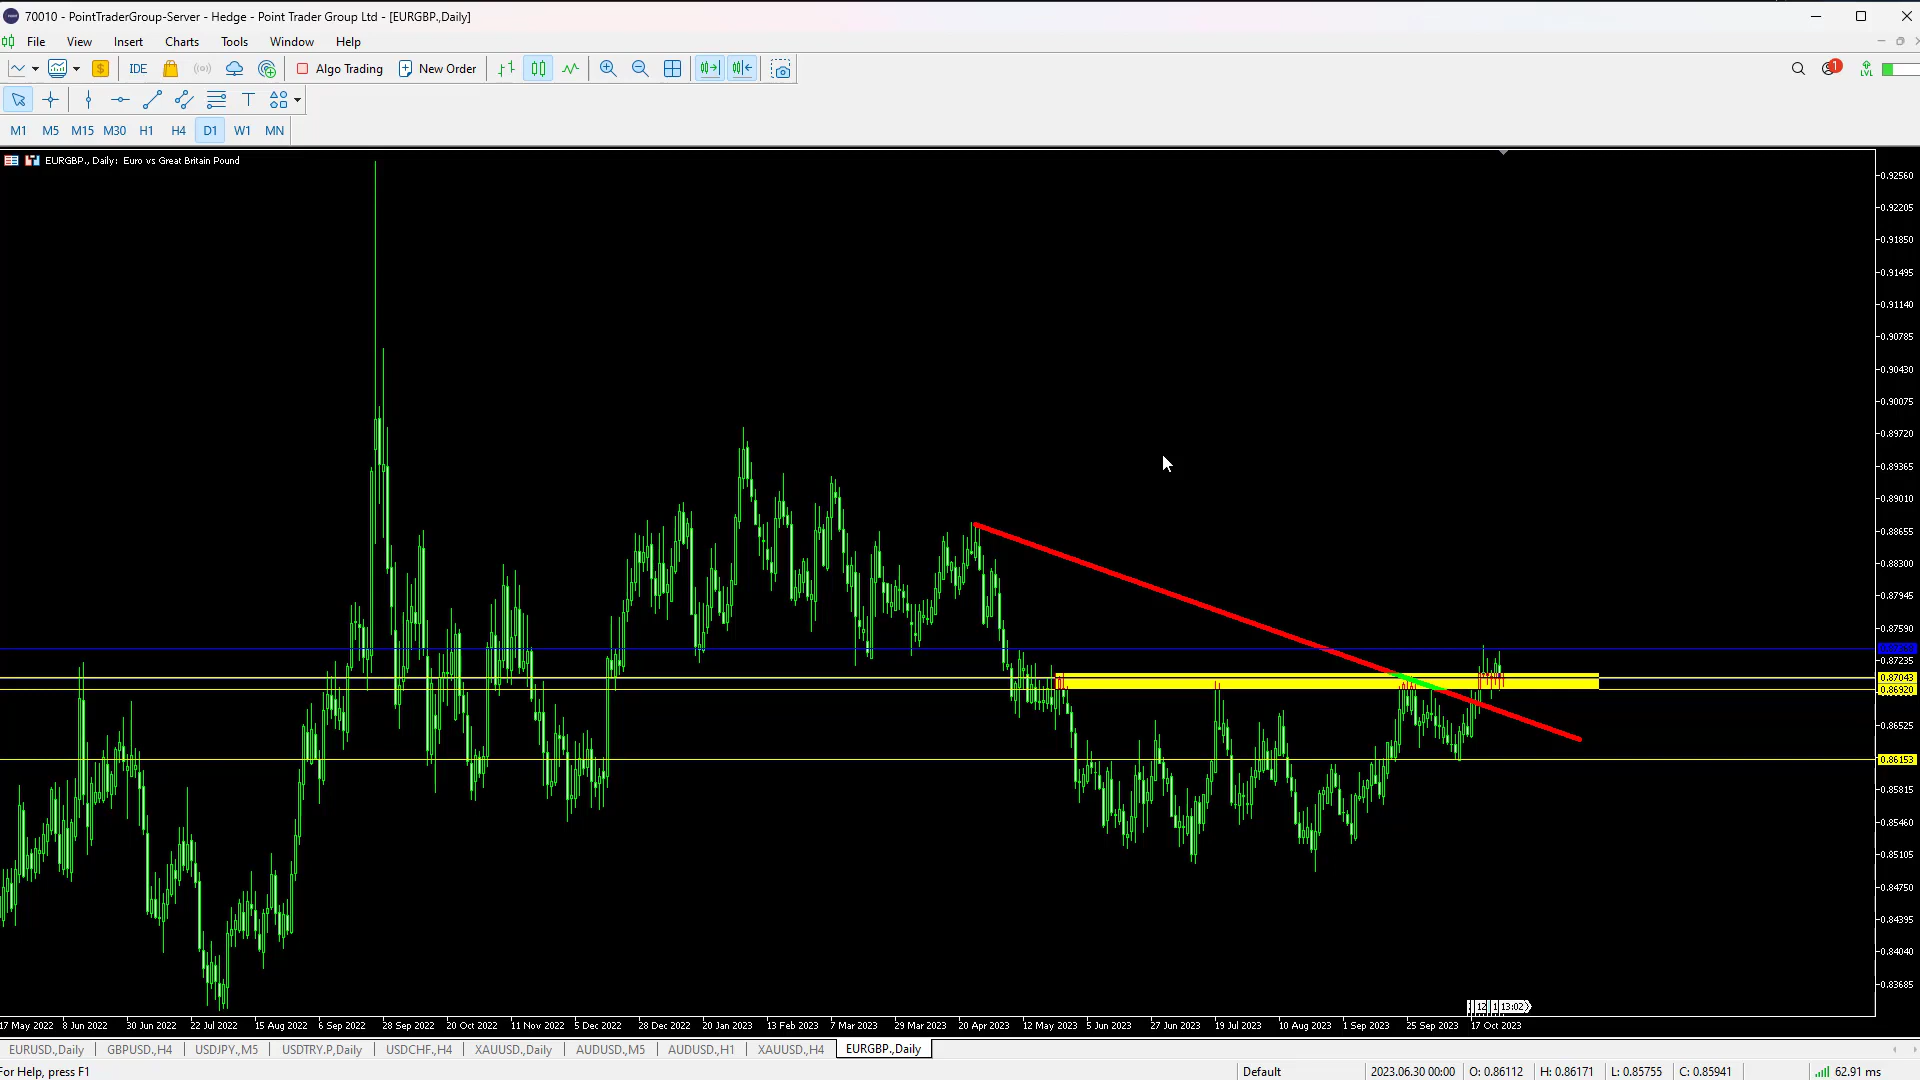 70010 - PointTraderGroup-Server - Hedge - Point Trader Group Ltd - [EURGBP.,Daily]
File View Insert Charts Tools Window Help
IDE Algo Trading New Order 1 LVL
T
M1 M5 M15 M30 H1 H4 D1 W1 MN
EURGBP., Daily: Euro vs Great Britain Pound
0.92560
0.92205
0.91850
0.91495
0.91140
0.90785
0.90430
0.90075
0.89720
0.89365
0.89010
0.88655
0.88300
0.87945
0.87590
0.87235
0.87043
0.86920
0.86525
0.86153
0.85815
0.85460
0.85105
0.84750
0.84395
0.84040
0.83685
12 1 13:02
17 May 2022 8 Jun 2022 30 Jun 2022 22 Jul 2022 15 Aug 2022 6 Sep 2022 28 Sep 2022 20 Oct 2022 11 Nov 2022 5 Dec 2022 28 Dec 2022 20 Jan 2023 13 Feb 2023 7 Mar 2023 29 Mar 2023 20 Apr 2023 12 May 2023 5 Jun 2023 27 Jun 2023 19 Jul 2023 10 Aug 2023 1 Sep 2023 25 Sep 2023 17 Oct 2023
EURUSD.,Daily GBPUSD.,H4 USDJPY.,M5 USDTRY.P,Daily USDCHF.,H4 XAUUSD.,Daily AUDUSD.,M5 AUDUSD.,H1 XAUUSD.,H4 EURGBP.,Daily
For Help, press F1 Default 2023.06.30 00:00 O: 0.86112 H: 0.86171 L: 0.85755 C: 0.85941 62.91 ms